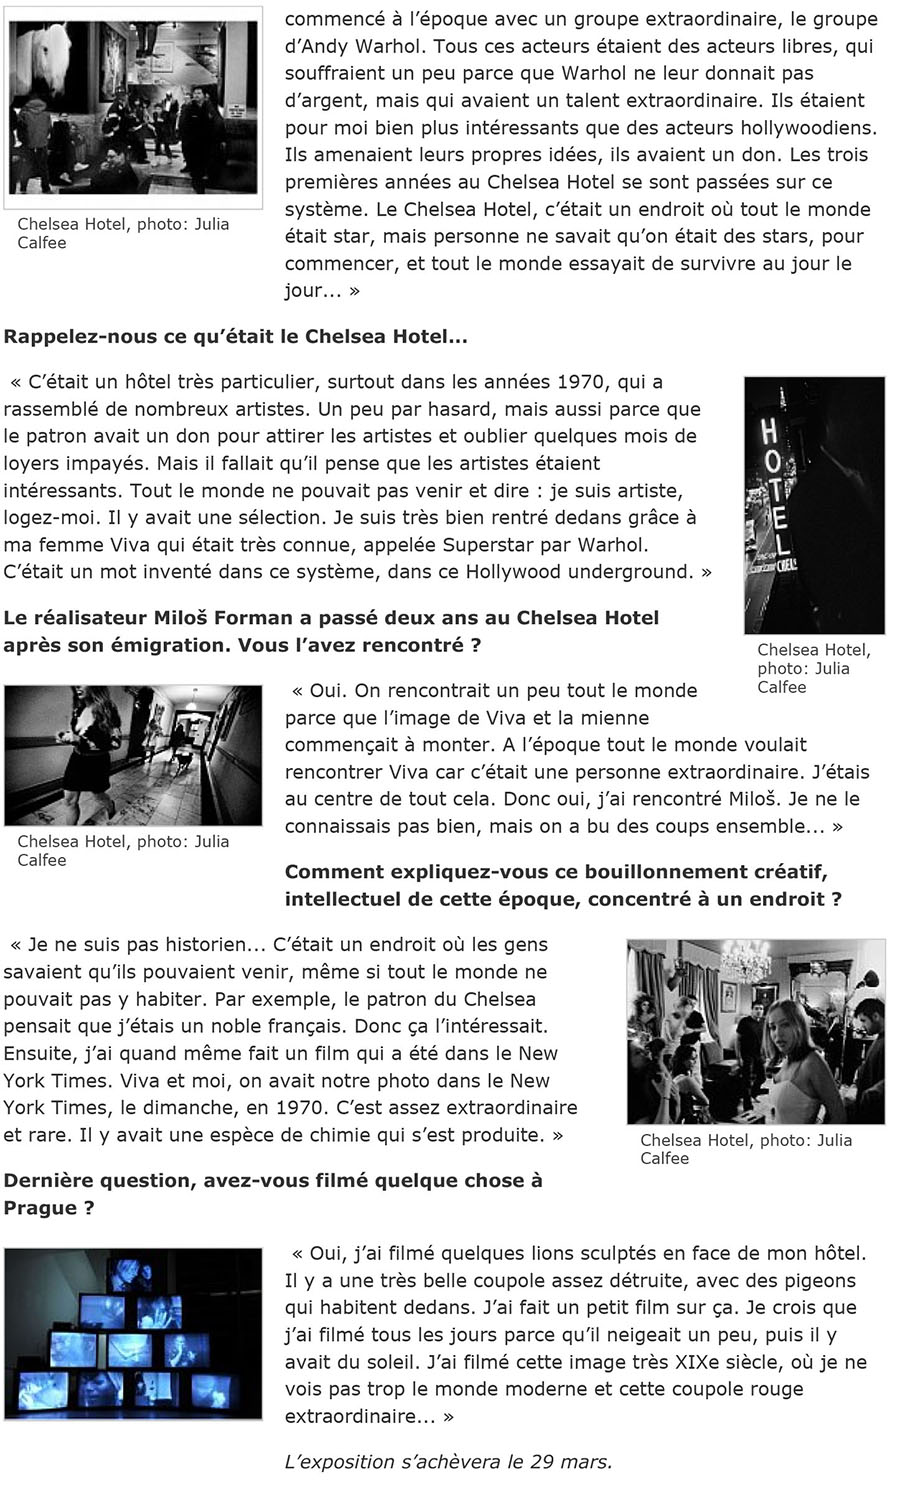 commencé à l’époque avec un groupe extraordinaire, le groupe
d’Andy Warhol. Tous ces acteurs étaient des acteurs libres, qui
souffraient un peu parce que Warhol ne leur donnait pas
d’argent, mais qui avaient un talent extraordinaire. Ils étaient
pour moi bien plus intéressants que des acteurs hollywoodiens.
Ils amenaient leurs propres idées, ils avaient un don. Les trois
premières années au Chelsea Hotel se sont passées sur ce
système. Le Chelsea Hotel, c’était un endroit où tout le monde
était star, mais personne ne savait qu’on était des stars, pour
commencer, et tout le monde essayait de survivre au jour le
jour... »
Chelsea Hotel, photo: Julia
Calfee
Rappelez-nous ce qu’était le Chelsea Hotel...
« C’était un hôtel très particulier, surtout dans les années 1970, qui a
rassemblé de nombreux artistes. Un peu par hasard, mais aussi parce que
le patron avait un don pour attirer les artistes et oublier quelques mois de
loyers impayés. Mais il fallait qu’il pense que les artistes étaient
intéressants. Tout le monde ne pouvait pas venir et dire : je suis artiste,
logez-moi. Il y avait une sélection. Je suis très bien rentré dedans grâce à
ma femme Viva qui était très connue, appelée Superstar par Warhol.
C’était un mot inventé dans ce système, dans ce Hollywood underground. »
HOTEL
Chelsea Hotel,
photo: Julia
Calfee
Le réalisateur Miloš Forman a passé deux ans au Chelsea Hotel
après son émigration. Vous l’avez rencontré ?
« Oui. On rencontrait un peu tout le monde
parce que l’image de Viva et la mienne
commençait à monter. A l’époque tout le monde voulait
rencontrer Viva car c’était une personne extraordinaire. J’étais
au centre de tout cela. Donc oui, j’ai rencontré Miloš. Je ne le
connaissais pas bien, mais on a bu des coups ensemble... »
Chelsea Hotel, photo: Julia
Calfee
Comment expliquez-vous ce bouillonnement créatif,
intellectuel de cette époque, concentré à un endroit ?
« Je ne suis pas historien... C’était un endroit où les gens
savaient qu’ils pouvaient venir, même si tout le monde ne
pouvait pas y habiter. Par exemple, le patron du Chelsea
pensait que j’étais un noble français. Donc ça l’intéressait.
Ensuite, j’ai quand même fait un film qui a été dans le New
York Times. Viva et moi, on avait notre photo dans le New
York Times, le dimanche, en 1970. C’est assez extraordinaire
et rare. Il y avait une espèce de chimie qui s’est produite. »
Chelsea Hotel, photo: Julia
Calfee
Dernière question, avez-vous filmé quelque chose à
Prague ?
« Oui, j’ai filmé quelques lions sculptés en face de mon hôtel.
Il y a une très belle coupole assez détruite, avec des pigeons
qui habitent dedans. J’ai fait un petit film sur ça. Je crois que
j’ai filmé tous les jours parce qu’il neigeait un peu, puis il y
avait du soleil. J’ai filmé cette image très XIXe siècle, où je ne
vois pas trop le monde moderne et cette coupole rouge
extraordinaire... »
L’exposition s’achèvera le 29 mars.